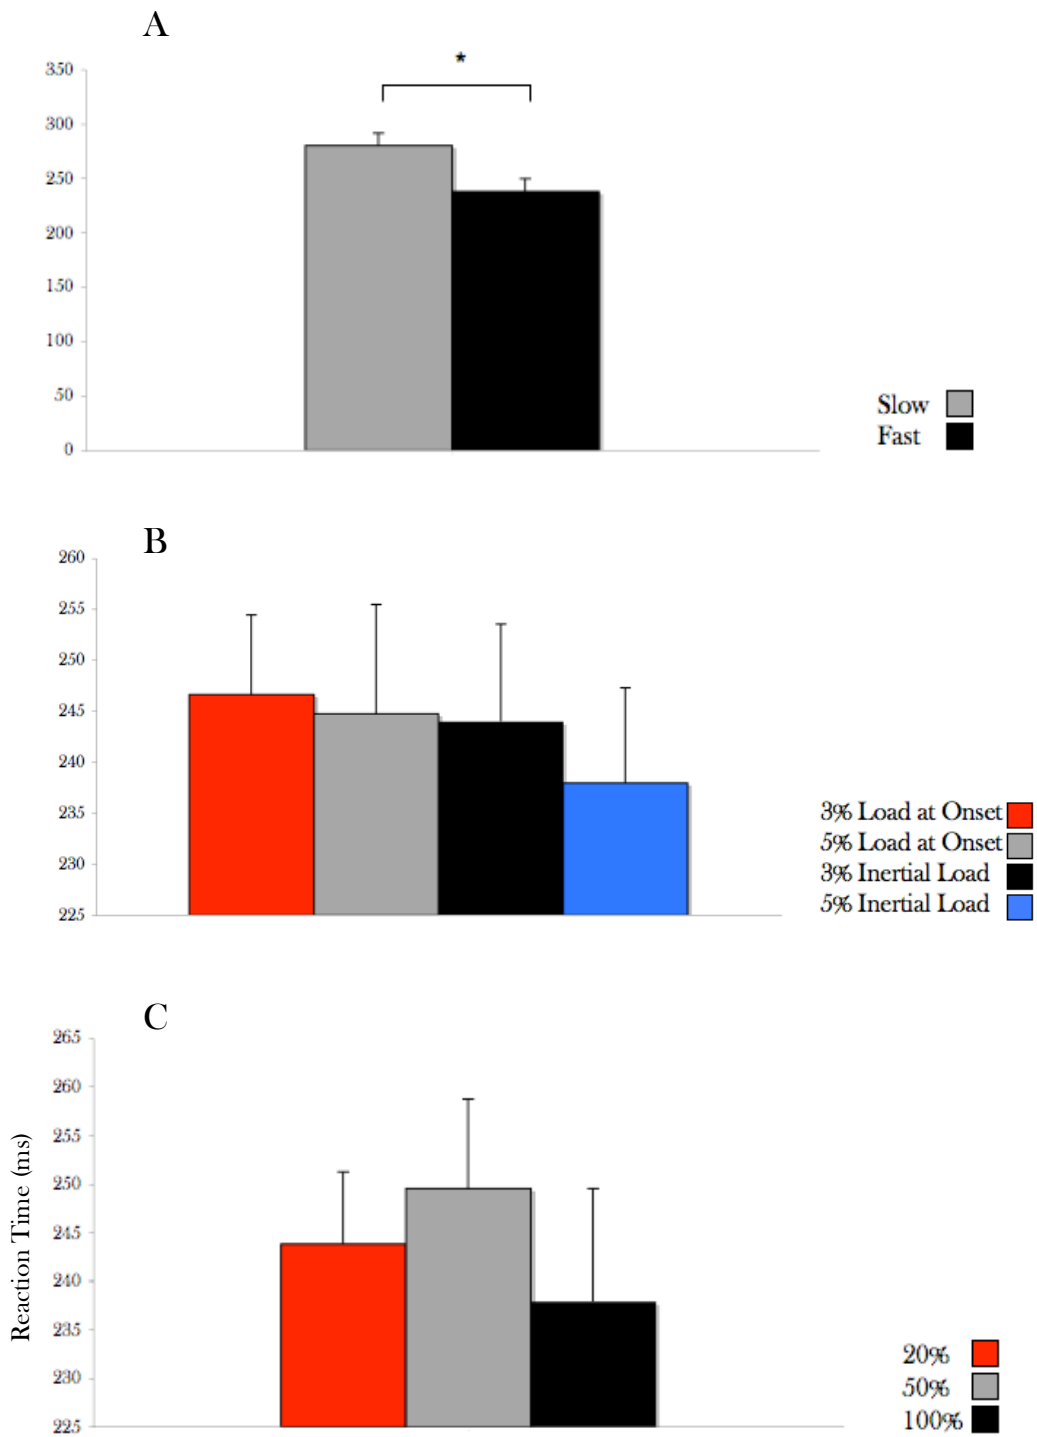 A
*
350
300
250
200
150
100
50
0
Slow
Fast
B
260
255
250
245
240
235
230
225
3% Load at Onset
5% Load at Onset
3% Inertial Load
5% Inertial Load
C
265
260
255
250
245
240
235
230
225
Reaction Time (ms)
20%
50%
100%